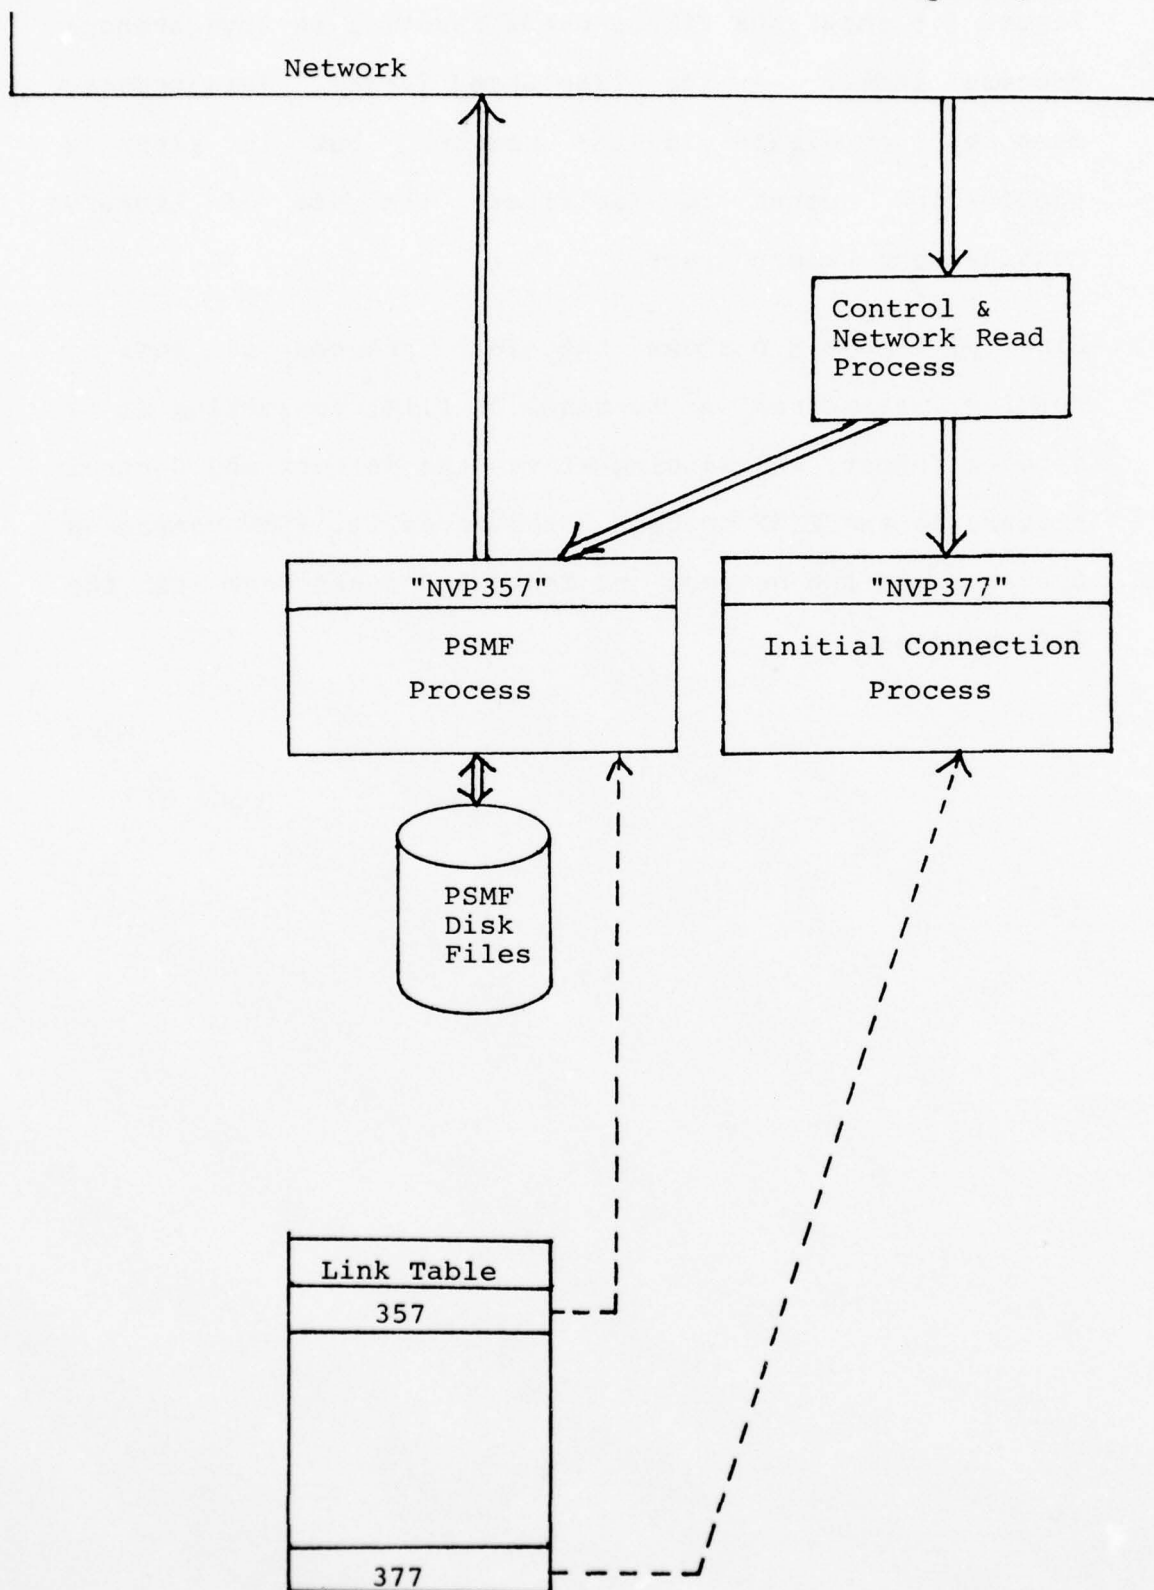 Network
Control &
Network Read
Process
"NVP357"
PSMF
Process
"NVP377"
Initial Connection
Process
PSMF
Disk
Files
Link Table
357
377